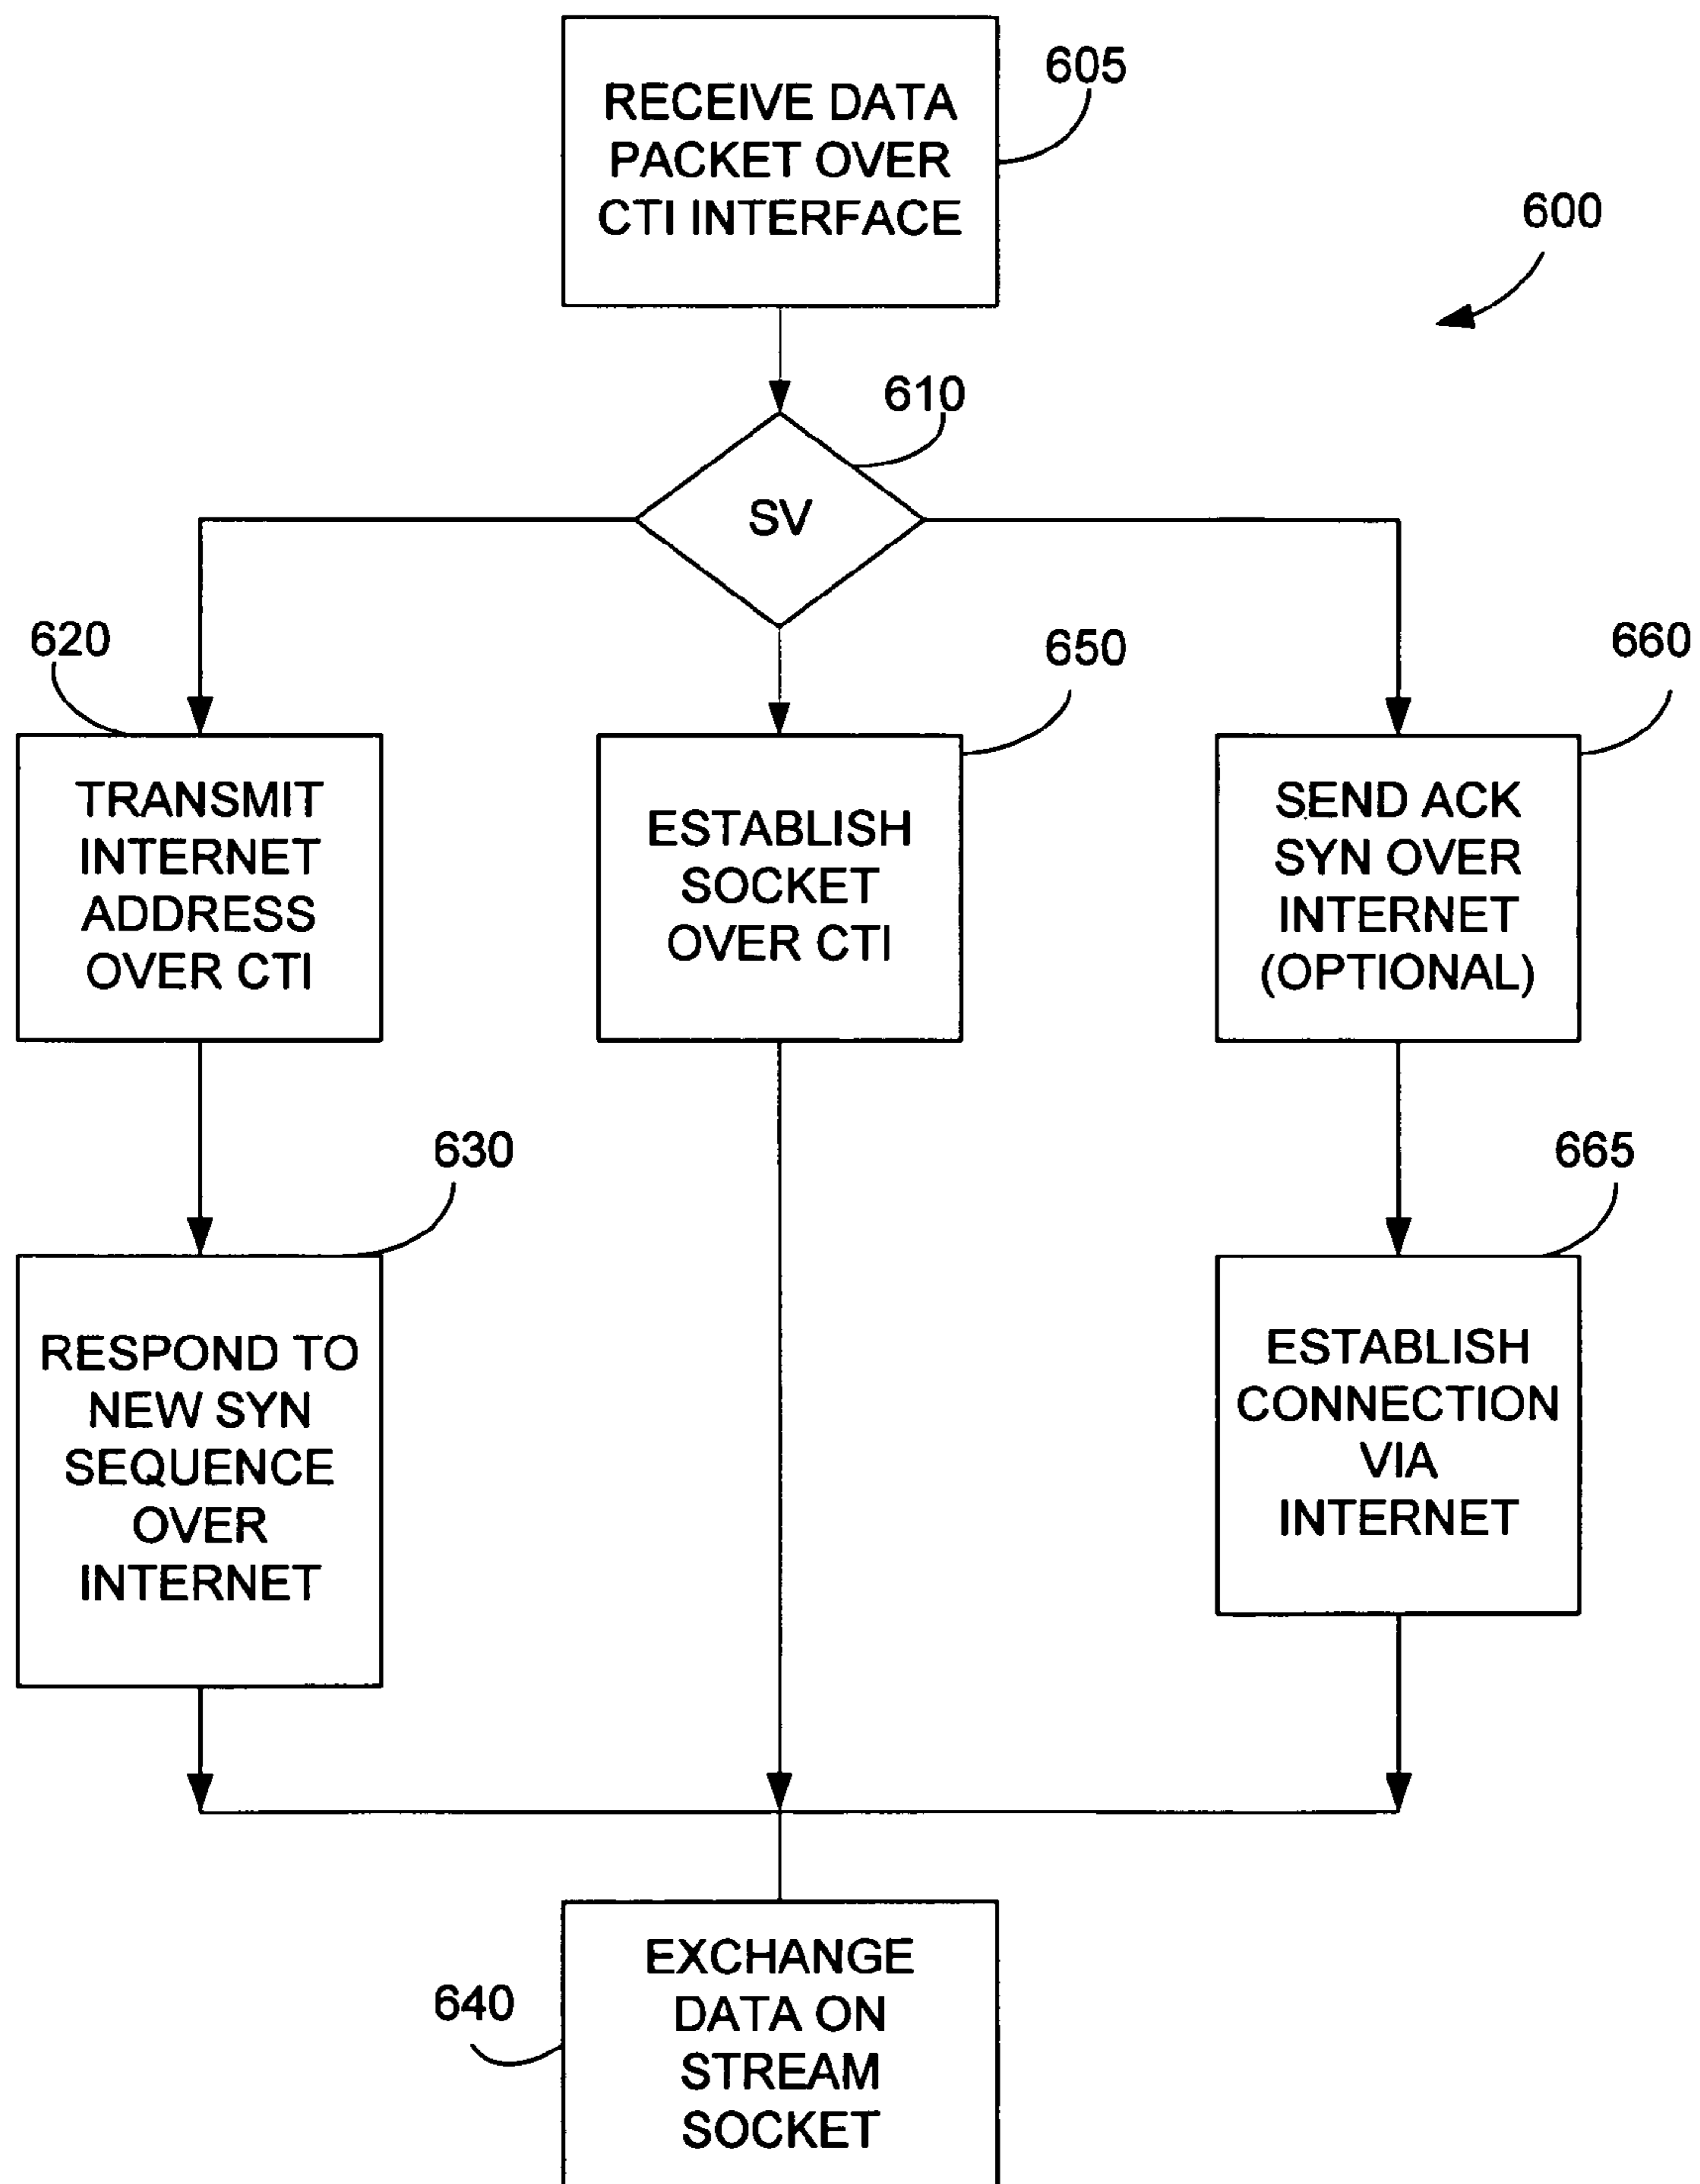 605
RECEIVE DATA
PACKET OVER
CTI INTERFACE
600
610
SV
620
650
660
TRANSMIT
INTERNET
ADDRESS
OVER CTI
ESTABLISH
SOCKET
OVER CTI
SEND ACK
SYN OVER
INTERNET
(OPTIONAL)
630
665
RESPOND TO
NEW SYN
SEQUENCE
OVER
INTERNET
ESTABLISH
CONNECTION
VIA
INTERNET
640
EXCHANGE
DATA ON
STREAM
SOCKET